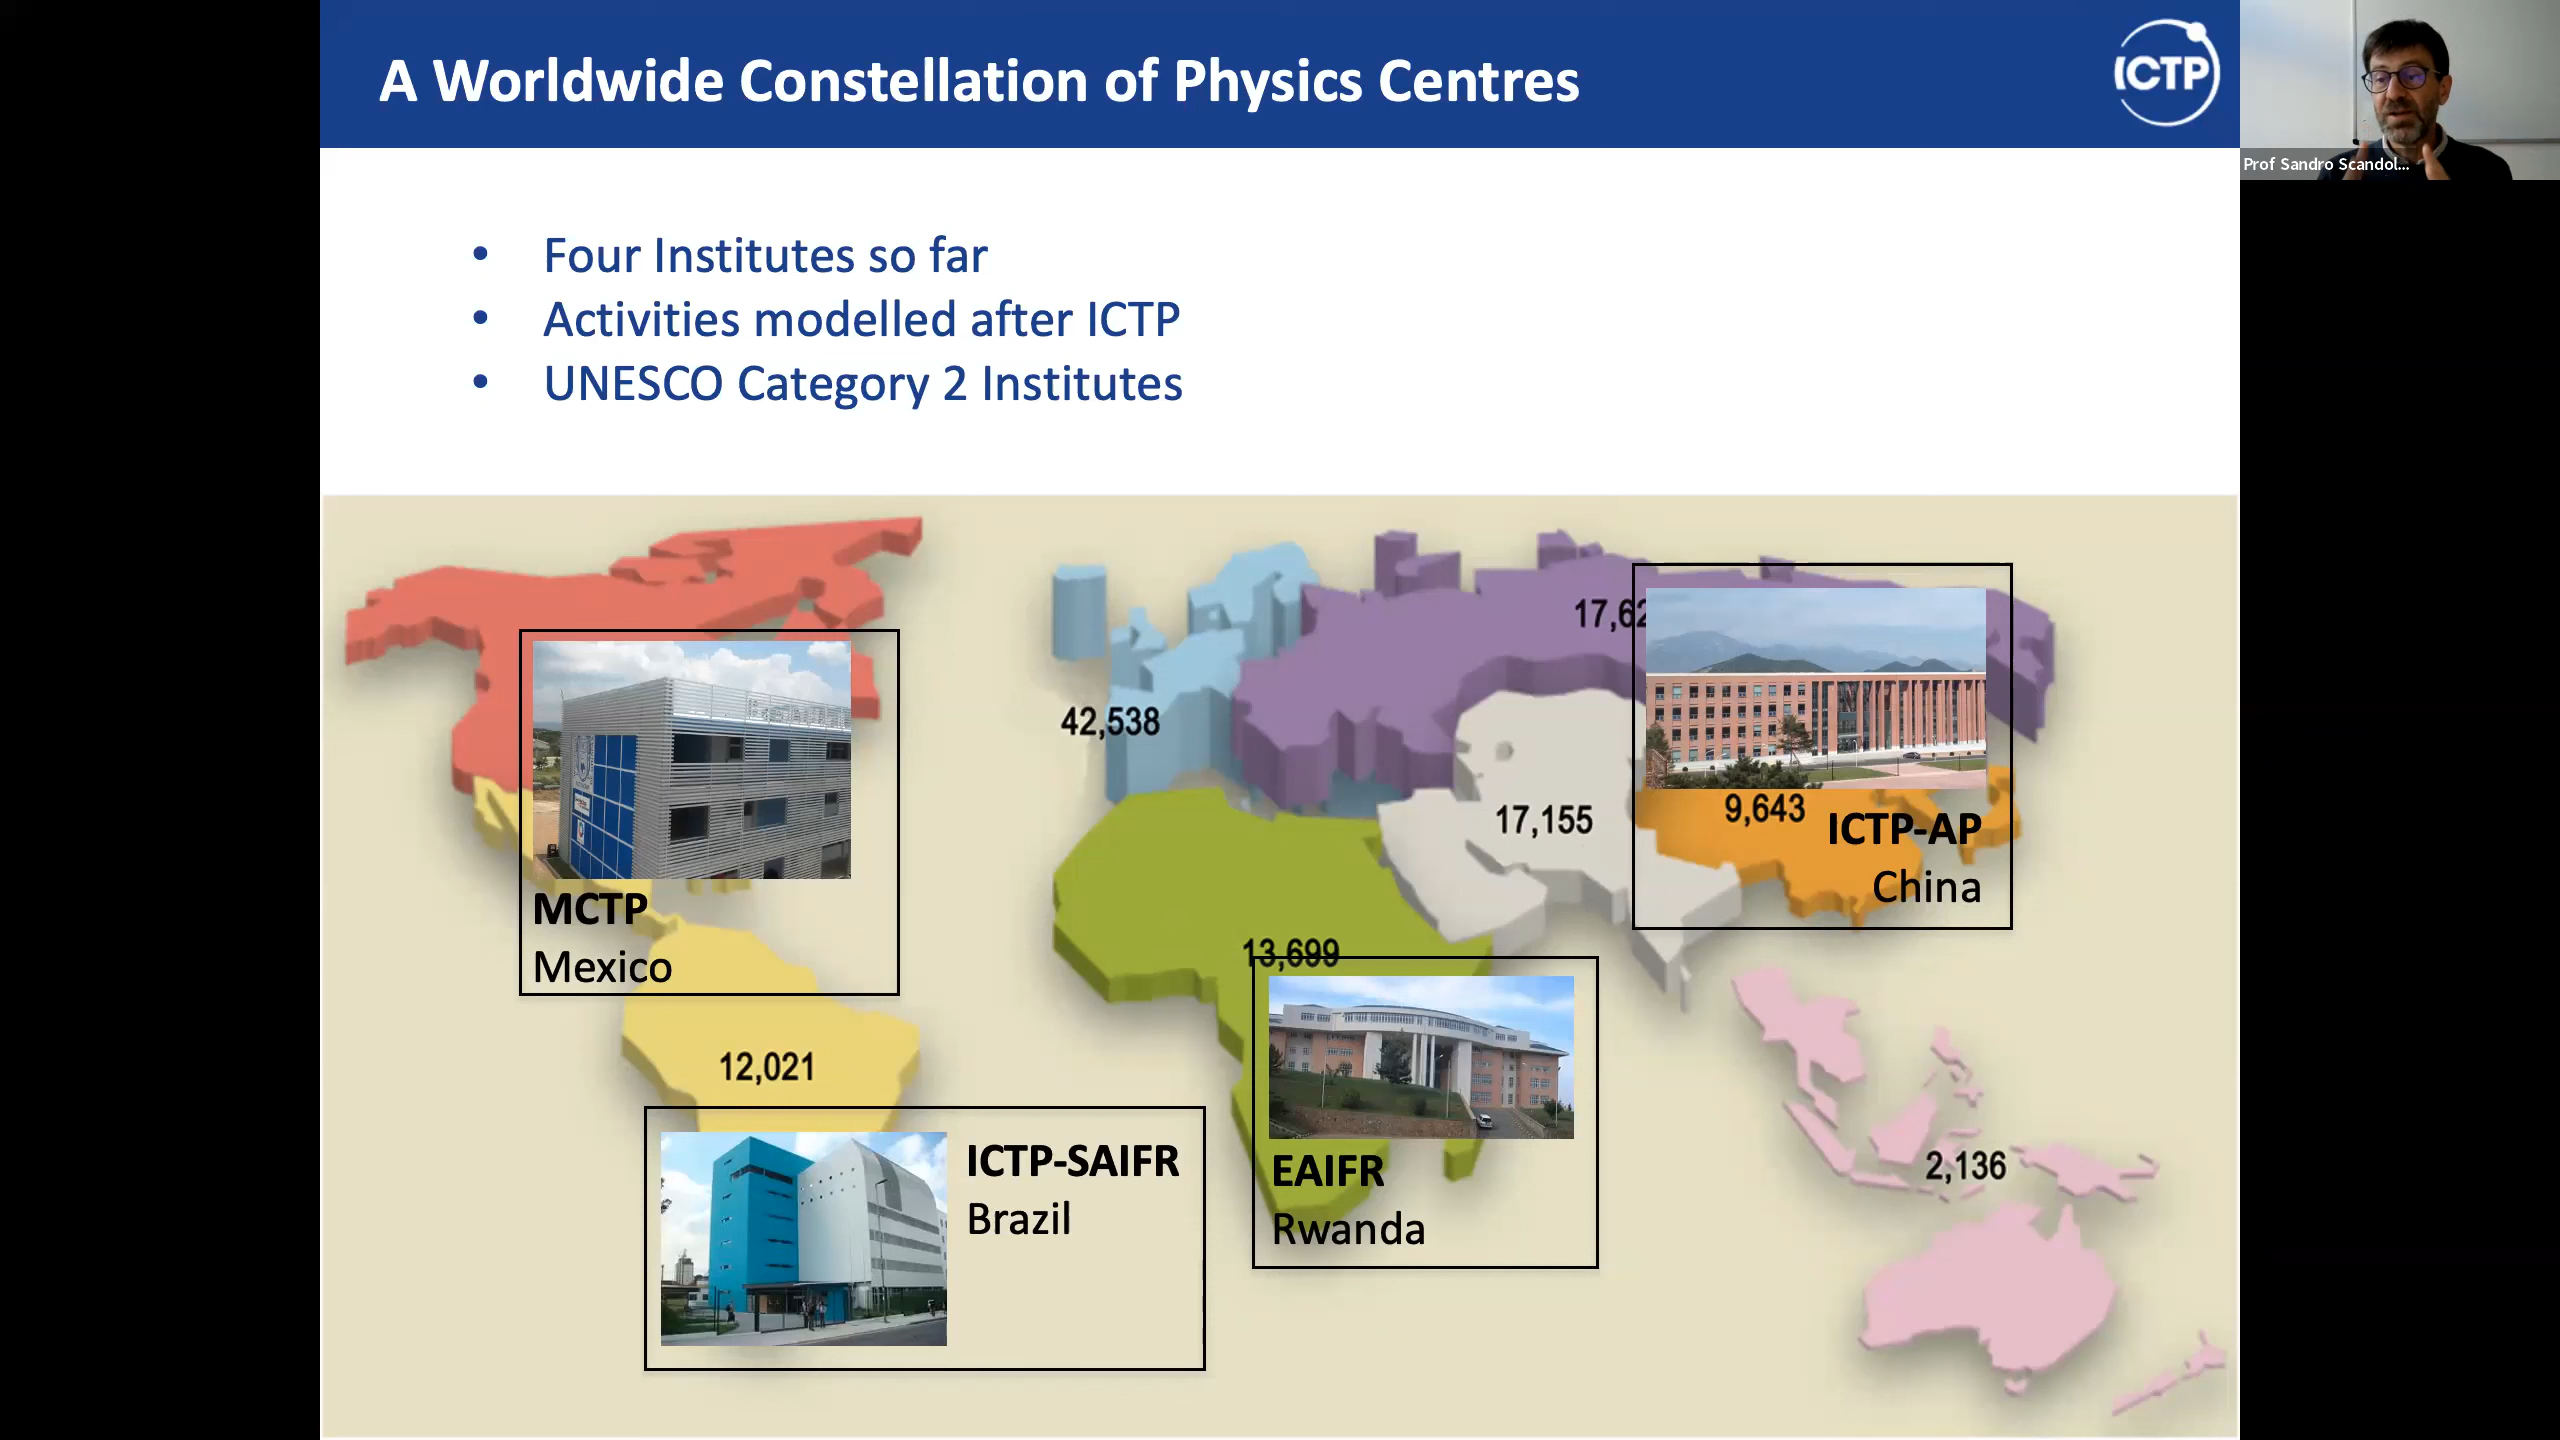 A Worldwide Constellation of Physics Centres
ICTP
Prof Sandro Scandol...
• Four Institutes so far
• Activities modelled after ICTP
• UNESCO Category 2 Institutes
17,62
42,538
17,155
9,643
ICTP-AP
China
MCTP
Mexico
13,699
12,021
EAIFR
Rwanda
ICTP-SAIFR
Brazil
2,136